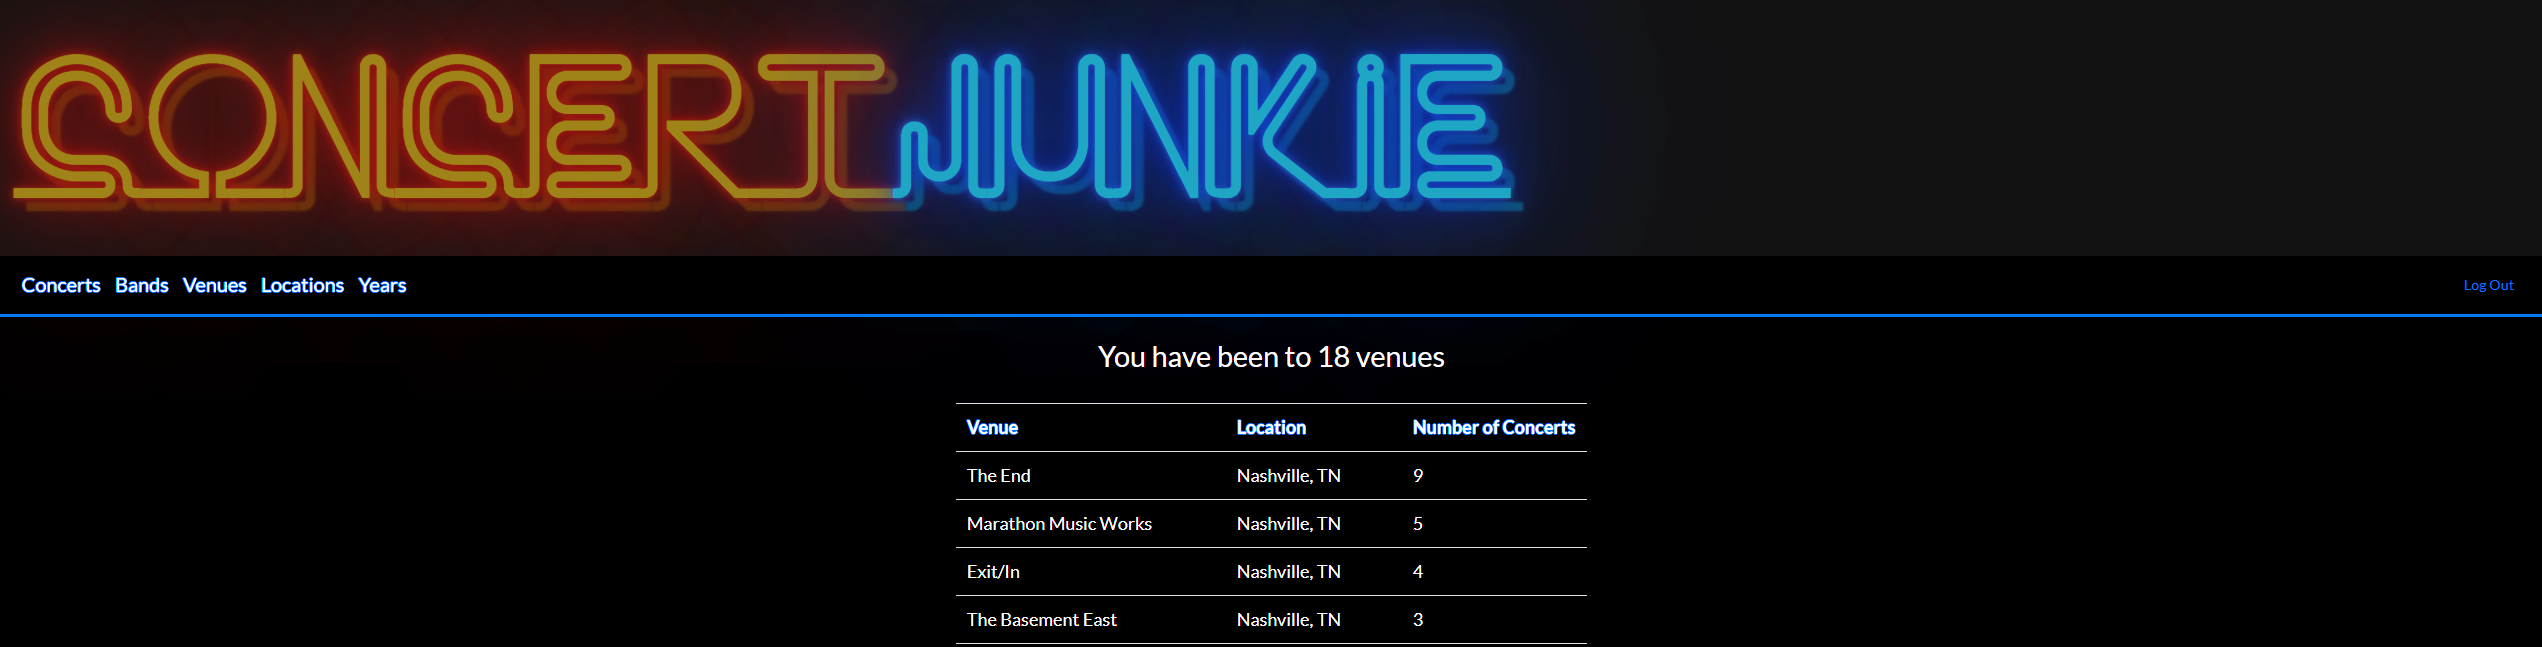 CONCERT JUNKIE
Concerts Bands Venues Locations Years Log Out
You have been to 18 venues
Venue Location Number of Concerts
The End Nashville, TN 9
Marathon Music Works Nashville, TN 5
Exit/In Nashville, TN 4
The Basement East Nashville, TN 3